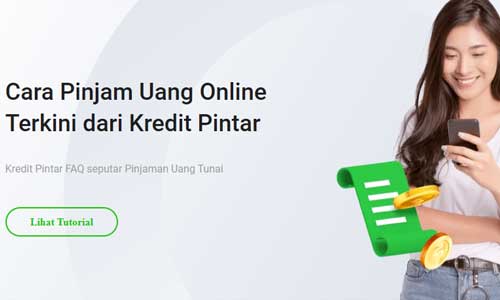 Cara Pinjam Uang Online
Terkini dari Kredit Pintar
Kredit Pintar FAQ seputar Pinjaman Uang Tunai
Lihat Tutorial